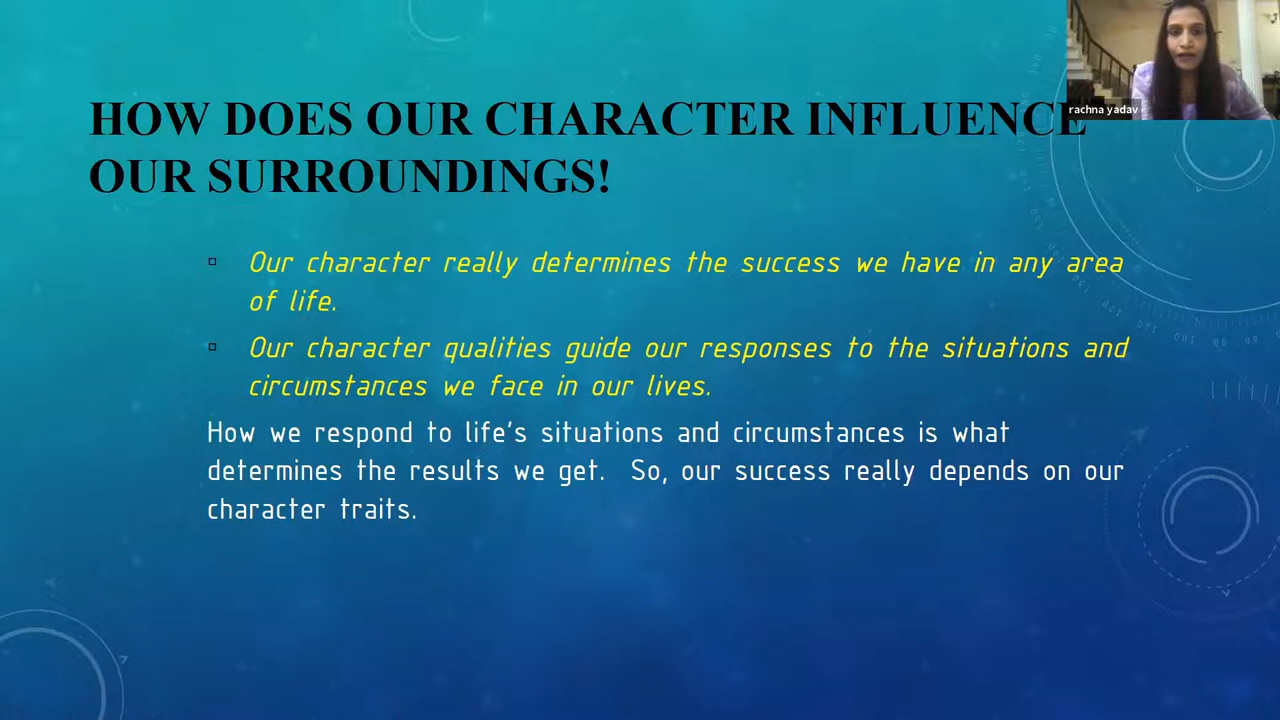 HOW DOES OUR CHARACTER INFLUENCE
OUR SURROUNDINGS!
rachna yadav
Our character really determines the success we have in any area
of life.
Our character qualities guide our responses to the situations and
circumstances we face in our lives.
How we respond to life's situations and circumstances is what
determines the results we get. So, our success really depends on our
character traits.